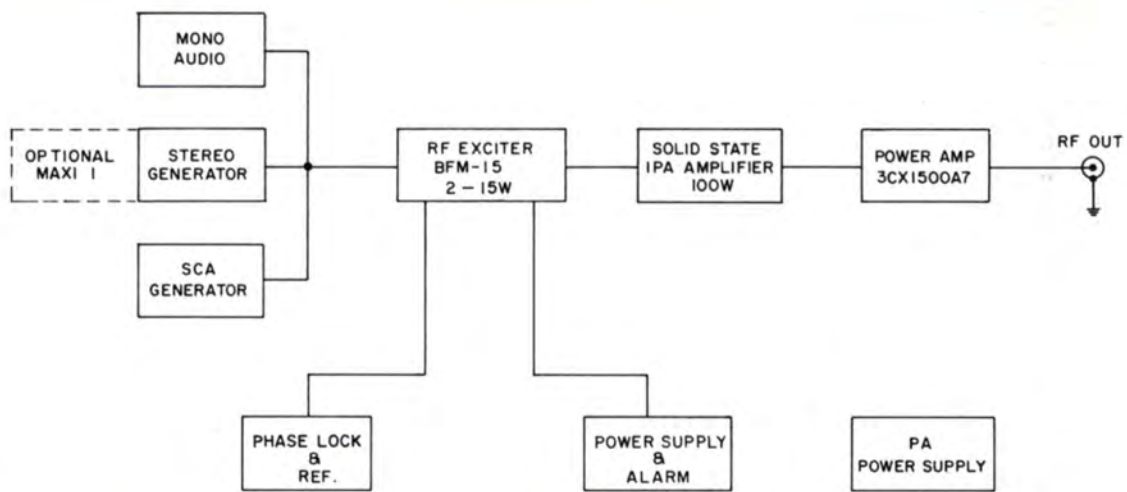 MONO
AUDIO
OPTIONAL
MAXI 1
STEREO
GENERATOR
SCA
GENERATOR
RF EXCITER
BFM-15
2-15W
SOLID STATE
IPA AMPLIFIER
100W
POWER AMP
3CX1500A7
RF OUT
PHASE LOCK
&
REF.
POWER SUPPLY
&
ALARM
PA
POWER SUPPLY